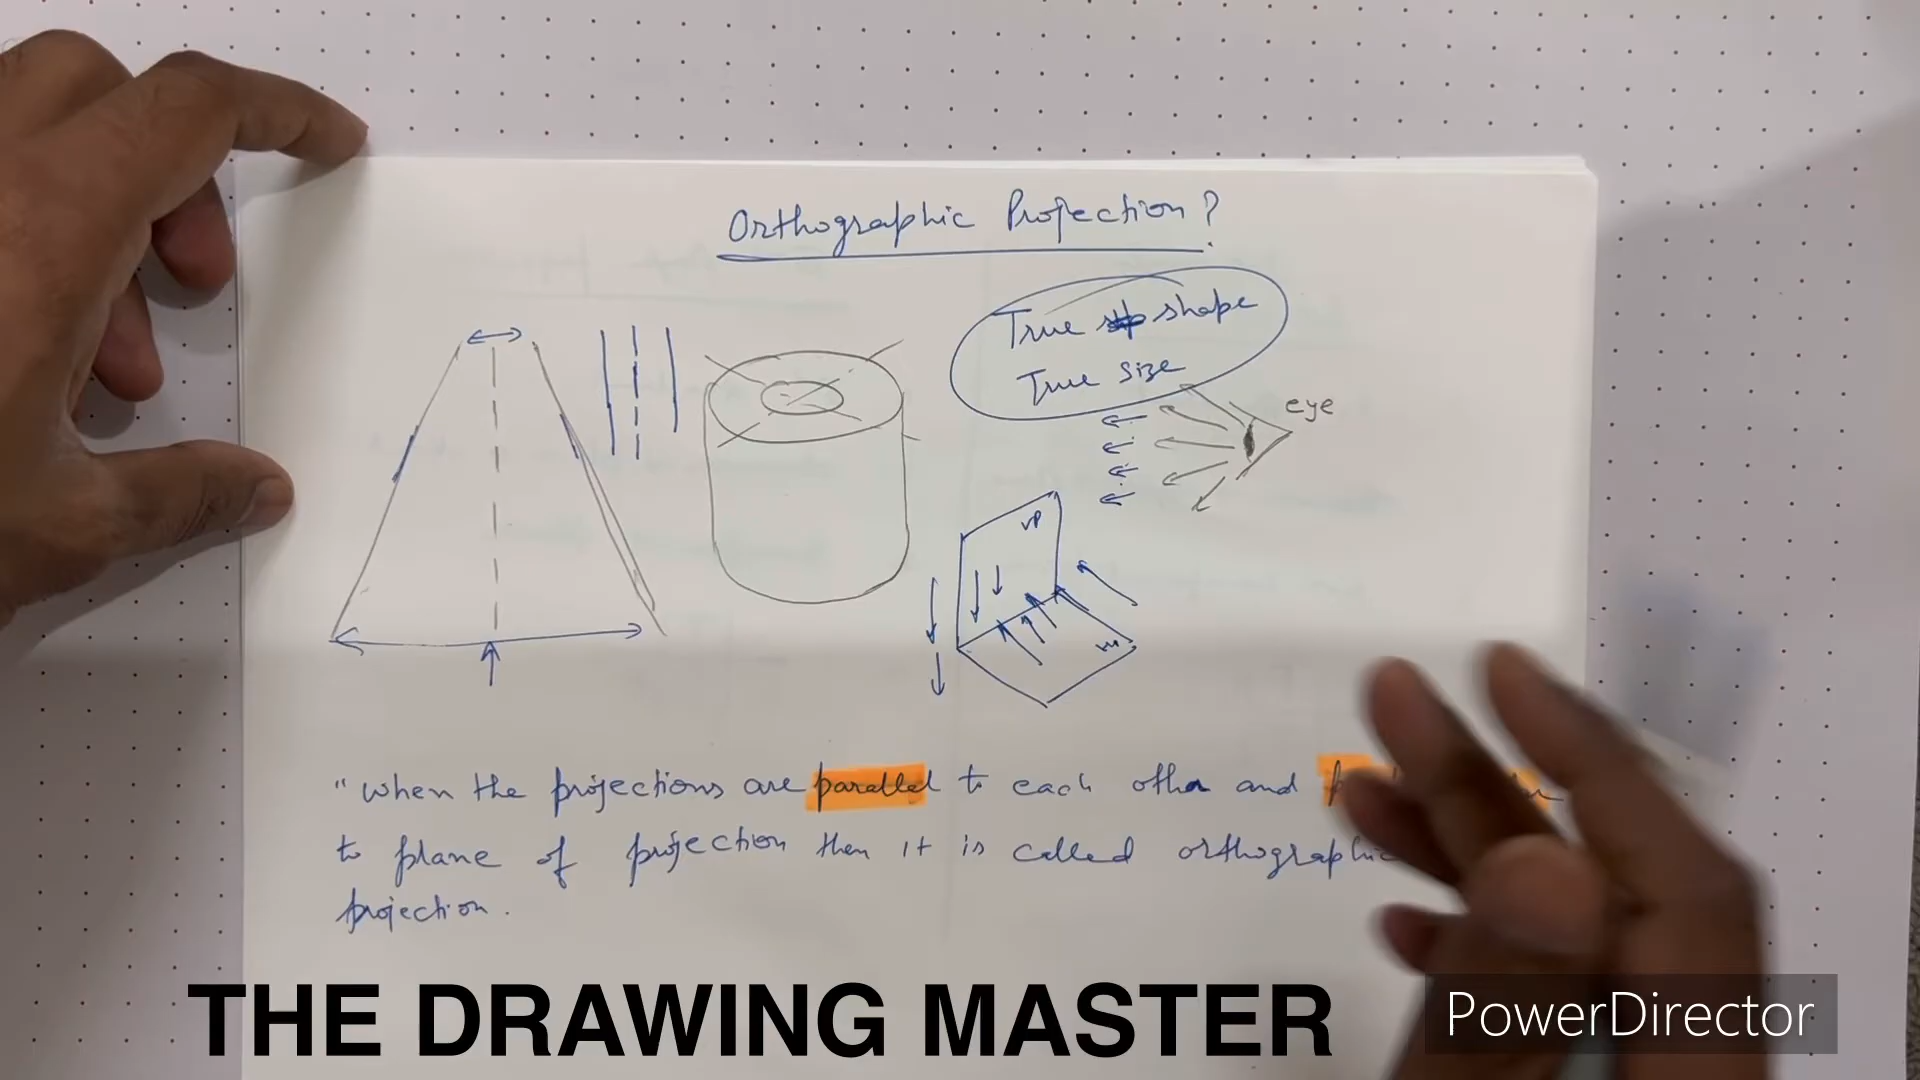 Orthographic Projection?
True shape
True size
eye
VP
HP
"when the projections are parallel to each other and
to plane of projection then it is called orthographic
projection.
THE DRAWING MASTER
PowerDirector